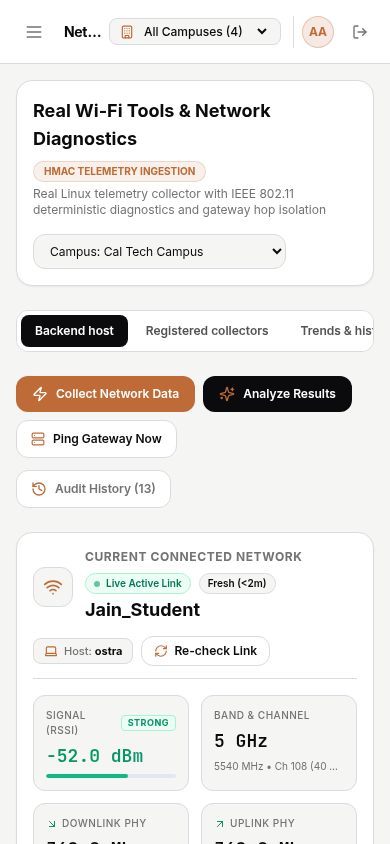 Net...
All Campuses (4)
AA
Real Wi-Fi Tools & Network
Diagnostics
HMAC TELEMETRY INGESTION
Real Linux telemetry collector with IEEE 802.11
deterministic diagnostics and gateway hop isolation
Campus: Cal Tech Campus
Backend host
Registered collectors
Trends & hist
Collect Network Data
Analyze Results
Ping Gateway Now
Audit History (13)
CURRENT CONNECTED NETWORK
Live Active Link
Fresh (<2m)
Jain_Student
Host: ostra
Re-check Link
SIGNAL
(RSSI)
STRONG
-52.0 dBm
BAND & CHANNEL
5 GHz
5540 MHz • Ch 108 (40 ...
DOWNLINK PHY
UPLINK PHY